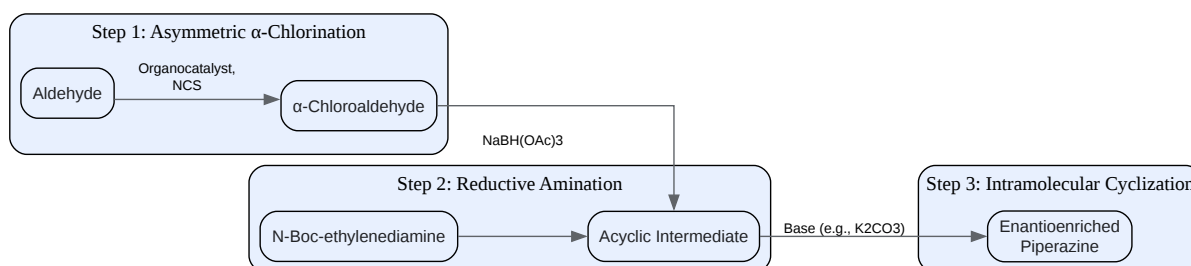 Step 1: Asymmetric α-Chlorination
Aldehyde
Organocatalyst,
NCS
α-Chloroaldehyde
NaBH(OAc)3
Step 2: Reductive Amination
N-Boc-ethylenediamine
Acyclic Intermediate
Base (e.g., K2CO3)
Step 3: Intramolecular Cyclization
Enantioenriched
Piperazine